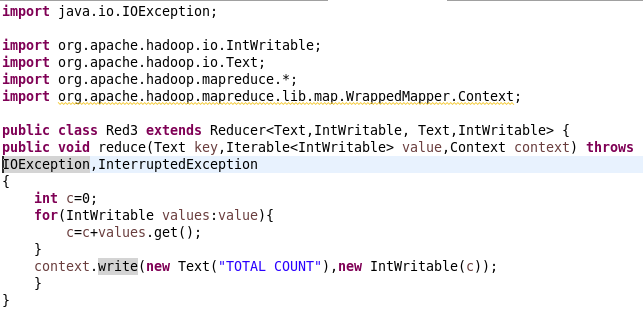 import java.io.IOException;
import org.apache.hadoop.io.IntWritable;
import org.apache.hadoop.io.Text;
import org.apache.hadoop.mapreduce.*;
import org.apache.hadoop.mapreduce.lib.map.WrappedMapper.Context;
public class Red3 extends Reducer<Text,IntWritable, Text,IntWritable> {
public void reduce(Text key,Iterable<IntWritable> value,Context context) throws
IOException,InterruptedException
{
    int c=0;
    for(IntWritable values:value){
        c=c+values.get();
    }
    context.write(new Text("TOTAL COUNT"),new IntWritable(c));
    }
}